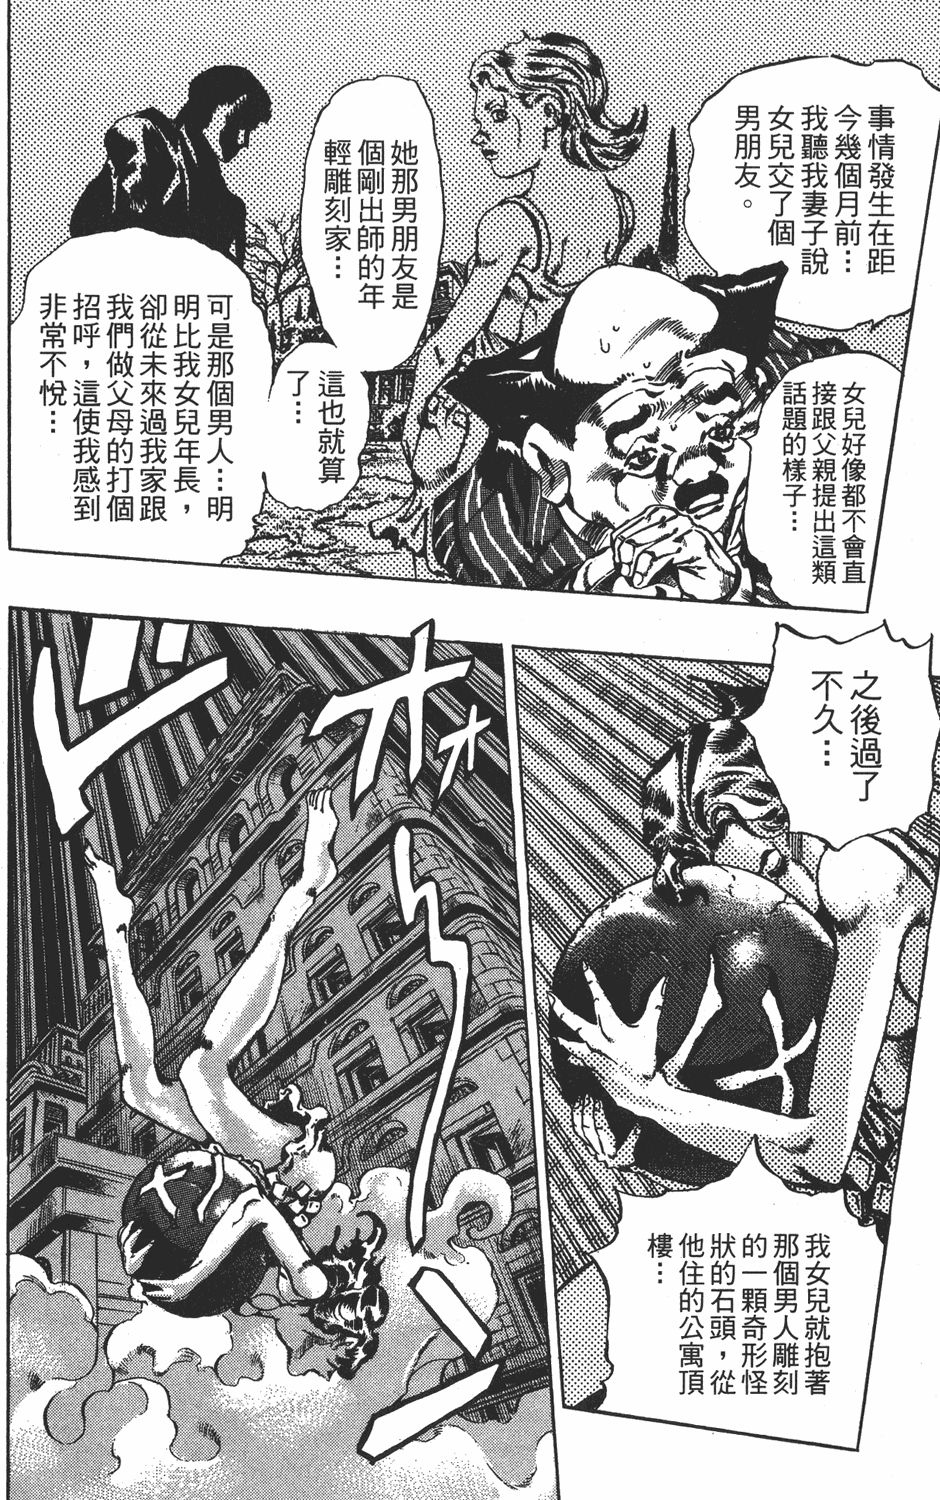 事情發生在距
今幾個月前…
我聽我妻子說
女兒交了個
男朋友。
女兒好像都不會直
接跟父親提出這類
話題的樣子…
她那男朋友是
個剛出師的年
輕雕刻家…
這也就算
了…
可是那個男人…明
明比我女兒年長，
卻從未來過我家跟
我們做父母的打個
招呼，這使我感到
非常不悅…
之後過了
不久…
我女兒就抱著
那個男人雕刻
的一顆奇形怪
狀的石頭，從
他住的公寓頂
樓…
ドオオーッ